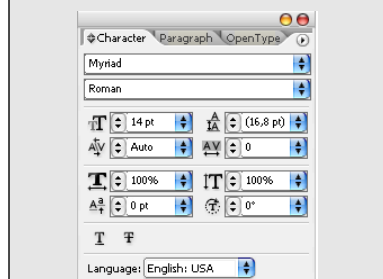 Character Paragraph OpenType
Myriad
Roman
14 pt (16,8 pt)
Auto 0
100% 100%
0 pt 0°
T T
Language: English: USA